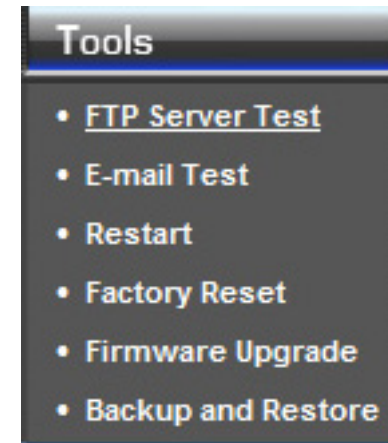 Tools
• FTP Server Test
• E-mail Test
• Restart
• Factory Reset
• Firmware Upgrade
• Backup and Restore